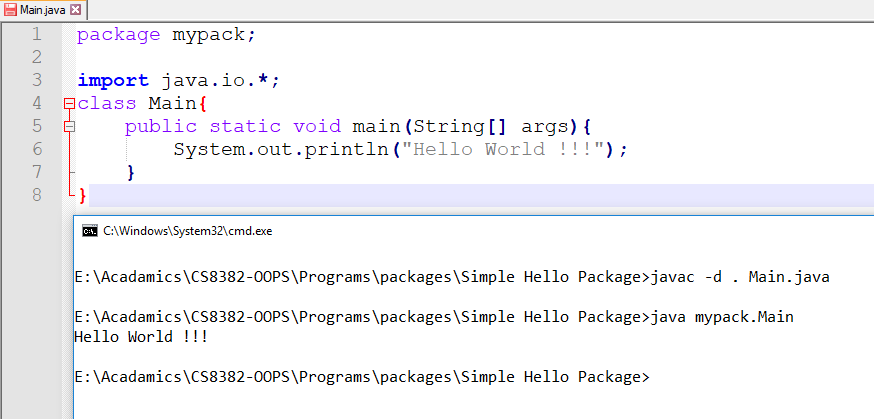 Main.java
1 package mypack;
2
3 import java.io.*;
4 class Main{
5 public static void main(String[] args){
6 System.out.println("Hello World !!!");
7 }
8 }
C:\Windows\System32\cmd.exe
E:\Acadamics\CS8382-OOPS\Programs\packages\Simple Hello Package>javac -d . Main.java
E:\Acadamics\CS8382-OOPS\Programs\packages\Simple Hello Package>java mypack.Main
Hello World !!!
E:\Acadamics\CS8382-OOPS\Programs\packages\Simple Hello Package>